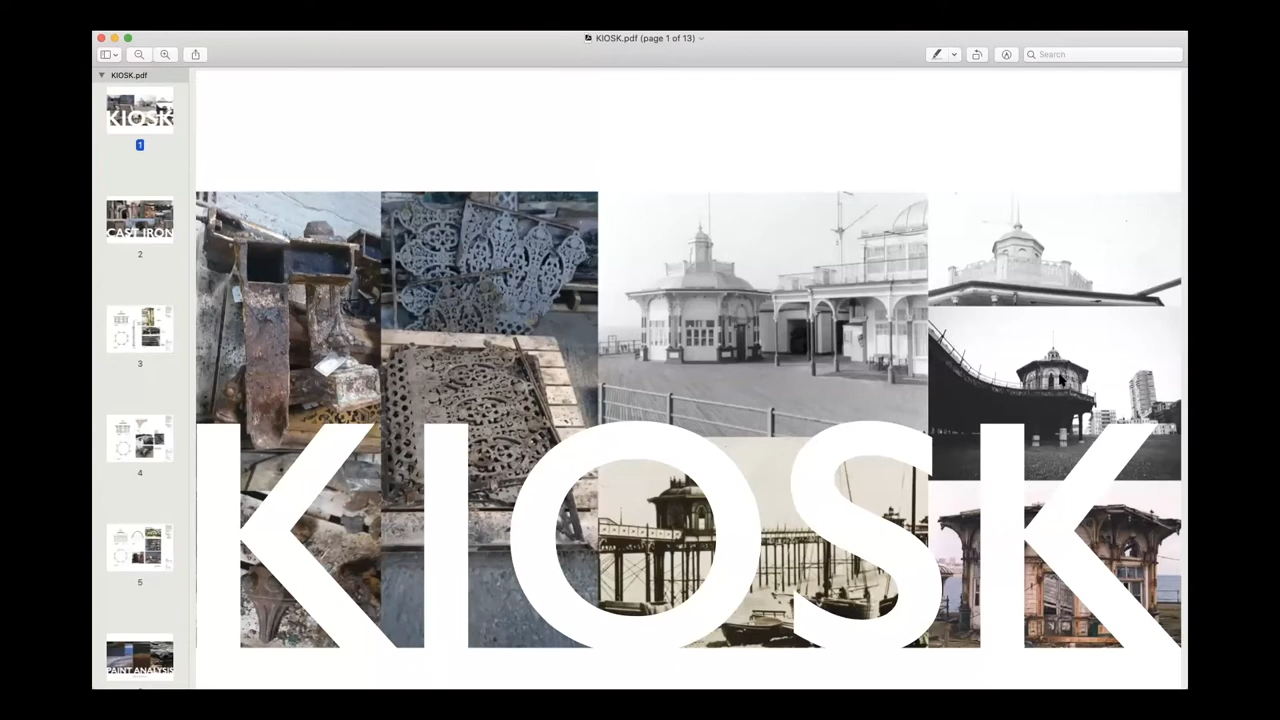 KIOSK.pdf (page 1 of 13)
Search
KIOSK.pdf
KIOSK
1
CAST IRON
2
3
4
5
PAINT ANALYSIS
KIOSK